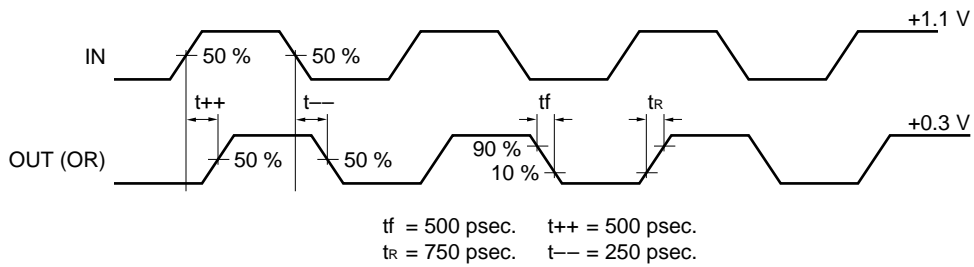 +1.1 V
IN
50 %
50 %
t++
t−−
tf
tR
+0.3 V
OUT (OR)
50 %
50 %
90 %
10 %
tf = 500 psec. t++ = 500 psec.
tR = 750 psec. t−− = 250 psec.